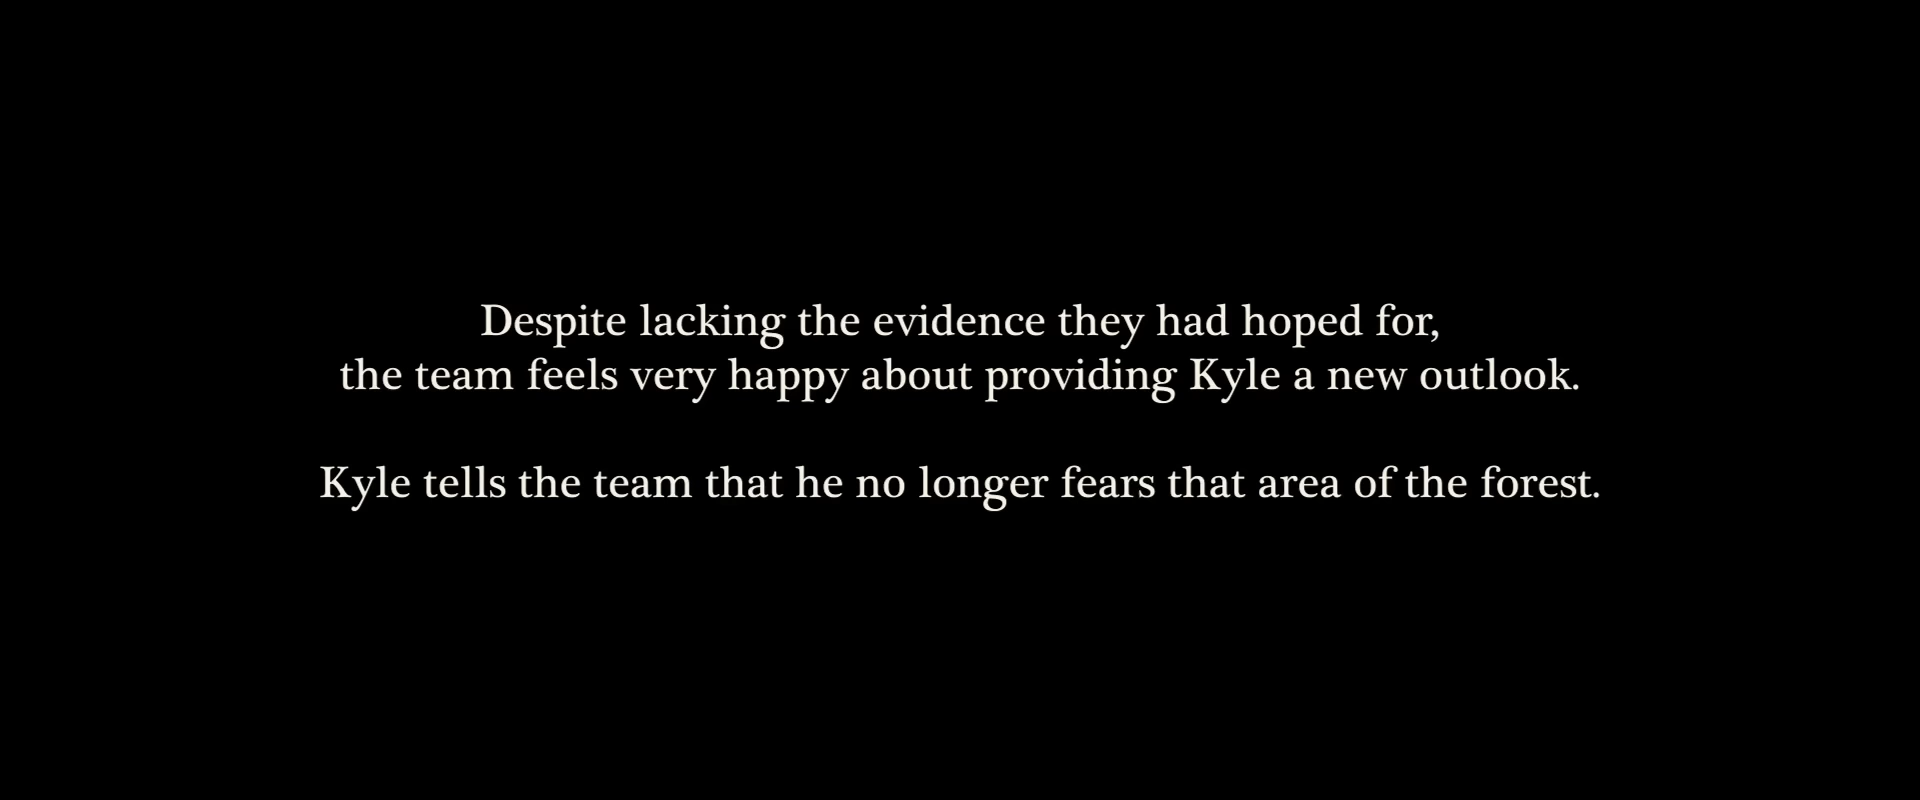 Despite lacking the evidence they had hoped for,
the team feels very happy about providing Kyle a new outlook.
Kyle tells the team that he no longer fears that area of the forest.